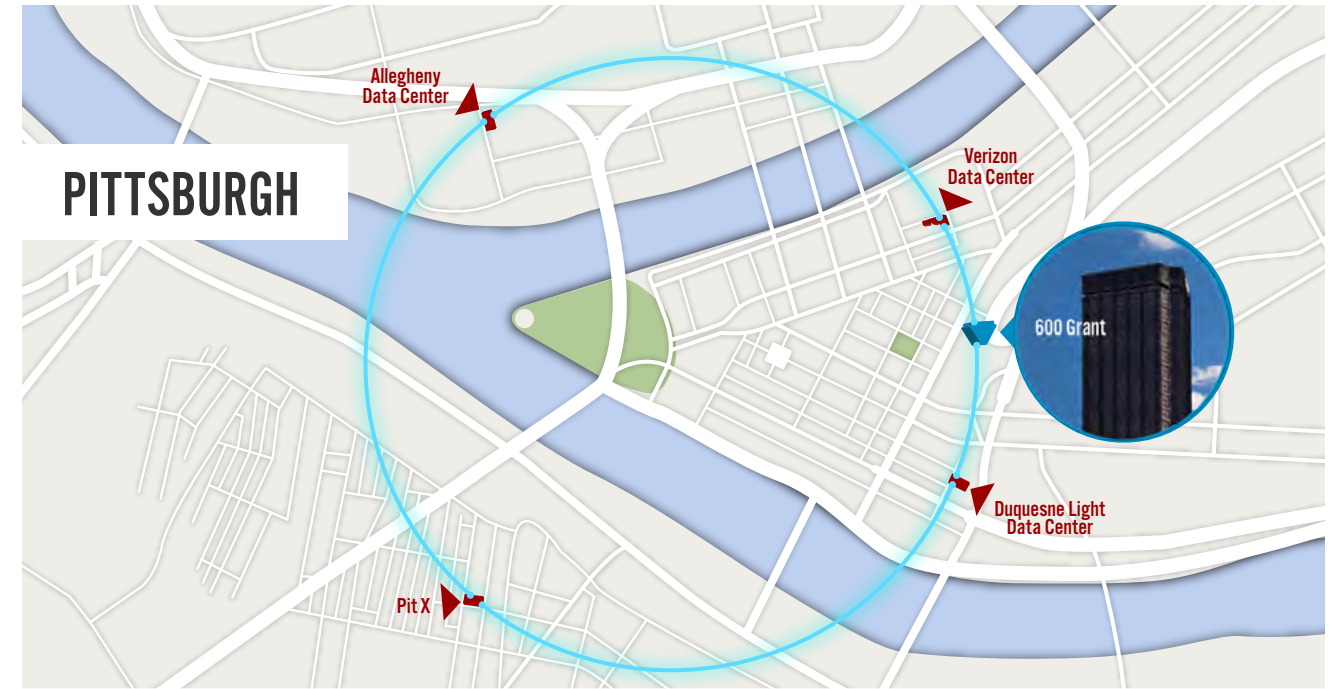 Allegheny
Data Center
PITTSBURGH
Verizon
Data Center
600 Grant
Duquesne Light
Data Center
Pit X